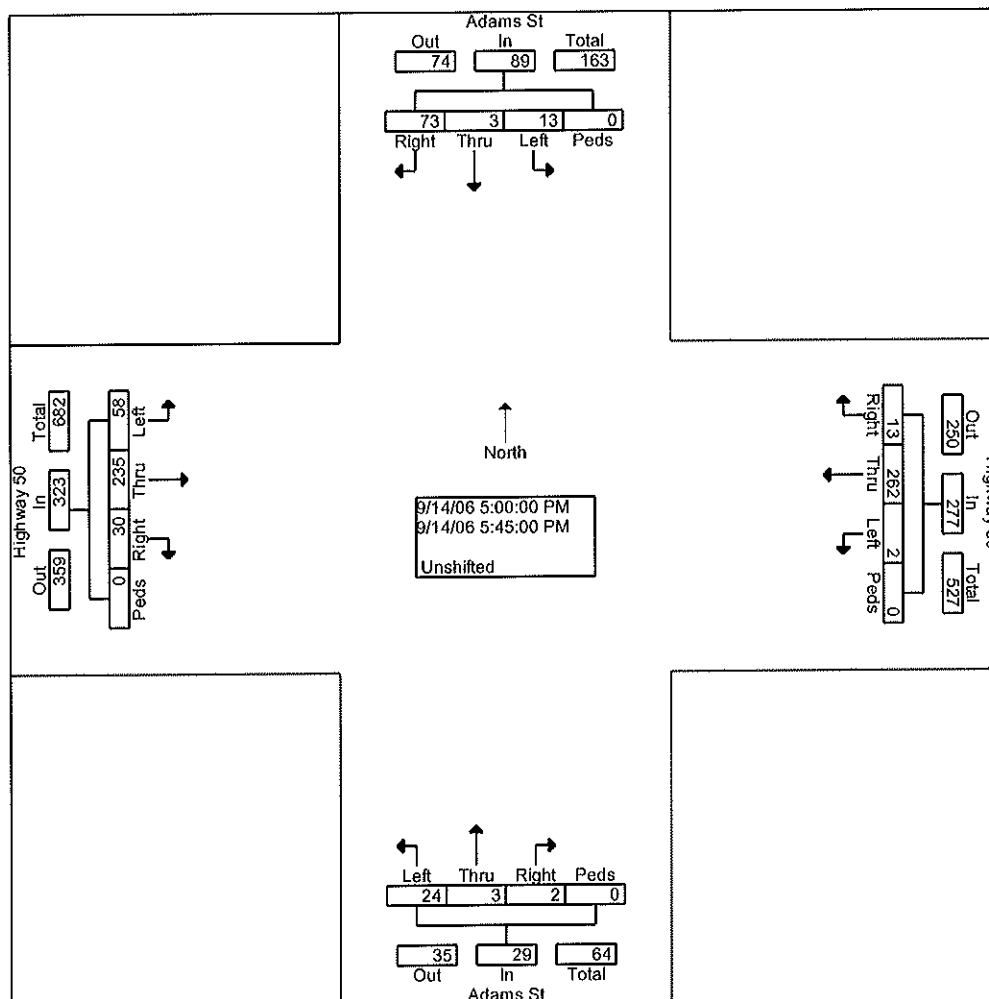 Adams St
Out In Total
74 89 163
73 3 13 0
Right Thru Left Peds
Highway 50
Out In Total
359 323 682
0 30 235 58
Peds Right Thru Left
North
9/14/06 5:00:00 PM
9/14/06 5:45:00 PM
Unshifted
Right Thru Left Peds
13 262 2 0
Out In Total
250 277 527
Left Thru Right Peds
24 3 2 0
35 29 64
Out In Total
Adams St